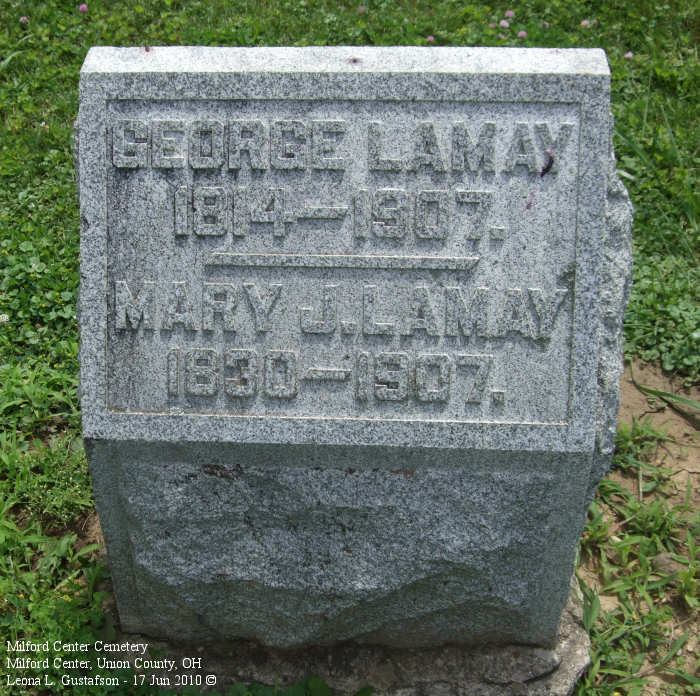 GEORGE LAMAY
1814—1907.
MARY J. LAMAY
1830—1907.
Milford Center Cemetery
Milford Center, Union County, OH
Leona L. Gustafson - 17 Jun 2010 ©